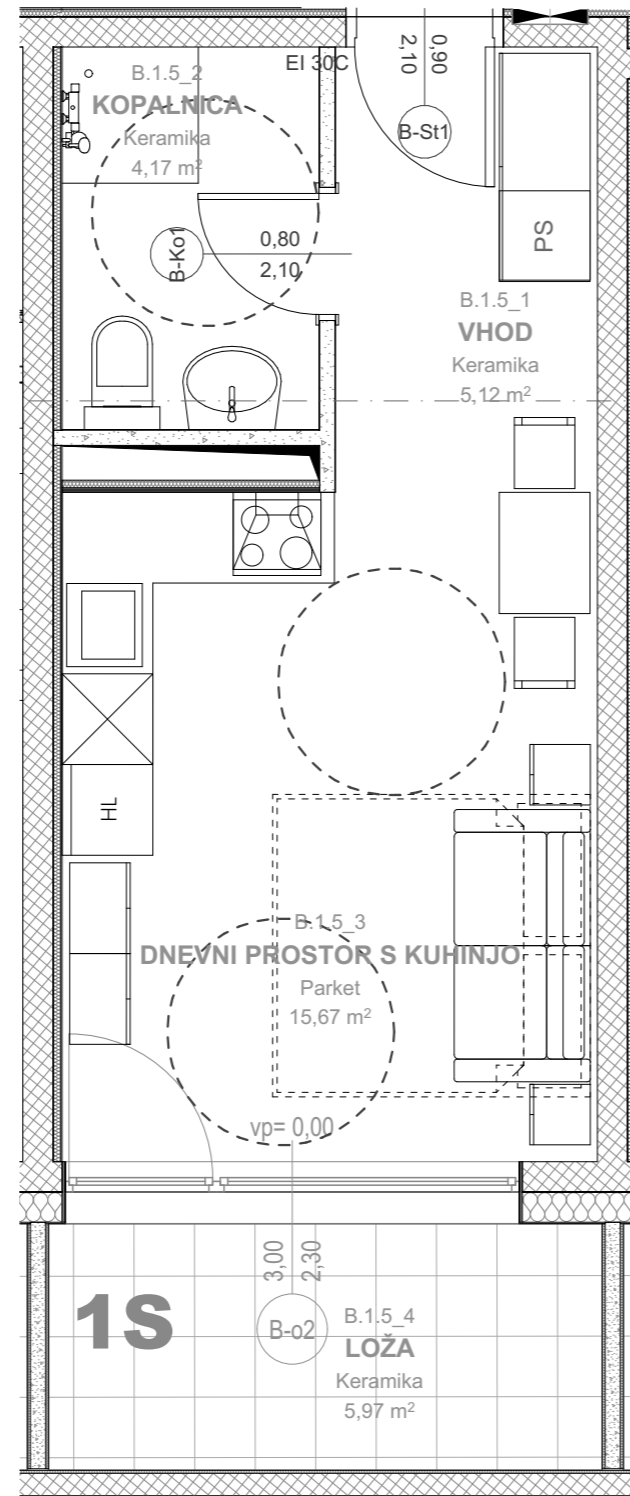 B.1.5_2
KOPALNICA
Keramika
4,17 m²
EI 30C
0,90
2,10
B-St1
B-Ko1
0,80
2,10
PS
B.1.5_1
VHOD
Keramika
5,12 m²
HL
B.1.5_3
DNEVNI PROSTOR S KUHINJO
Parket
15,67 m²
vp= 0,00
3,00
2,30
B-o2
1S
B.1.5_4
LOŽA
Keramika
5,97 m²